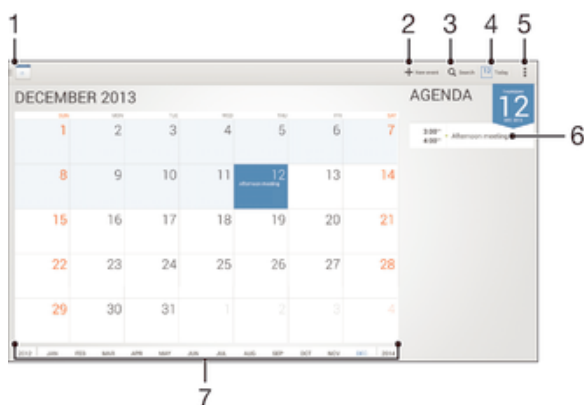 1 2 3 4 5
New event Search 12 Today
DECEMBER 2013 AGENDA
THURSDAY
12
DEC 2013
SUN MON TUE WED THU FRI SAT
1 2 3 4 5 6 7
3:00 Afternoon meeting 6
4:00
8 9 10 11 12 13 14
Afternoon meeting
15 16 17 18 19 20 21
22 23 24 25 26 27 28
29 30 31 1 2 3 4
2012 JAN FEB MAR APR MAY JUN JUL AUG SEP OCT NOV DEC 2014
7